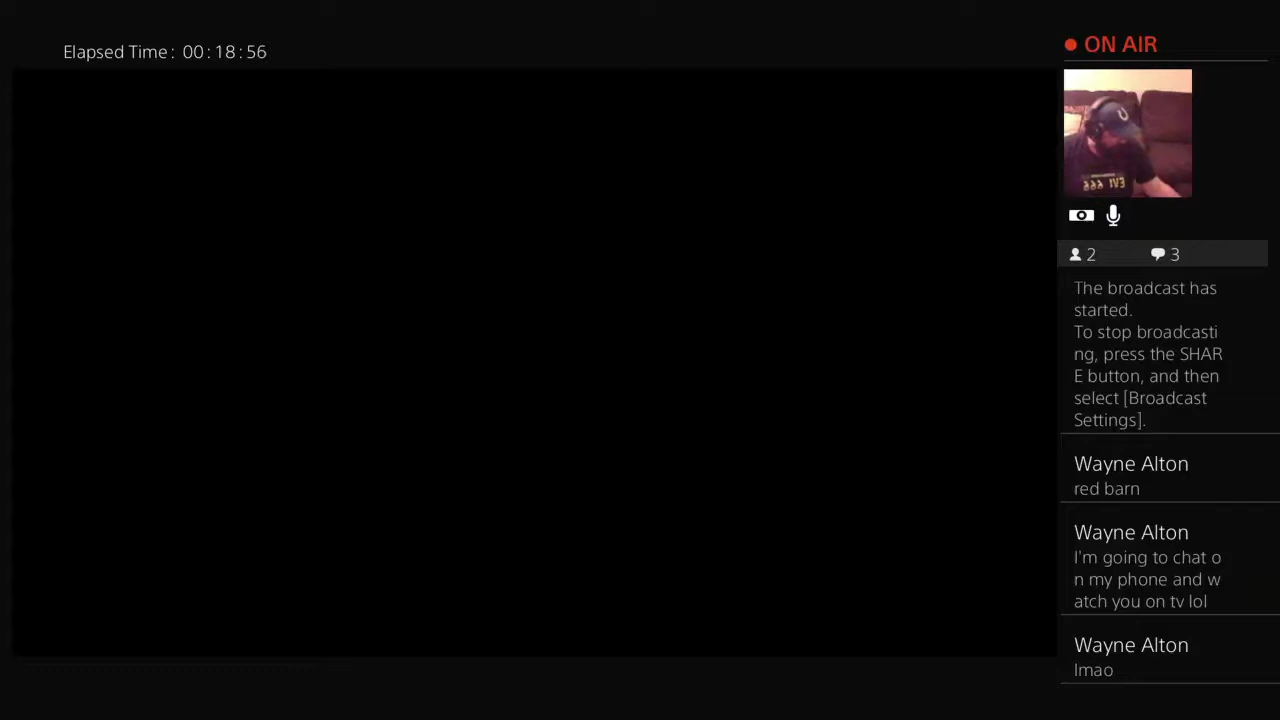 Elapsed Time: 00:18:56
ON AIR
2
3
The broadcast has
started.
To stop broadcasti
ng, press the SHAR
E button, and then
select [Broadcast
Settings].
Wayne Alton
red barn
Wayne Alton
I'm going to chat o
n my phone and w
atch you on tv lol
Wayne Alton
lmao